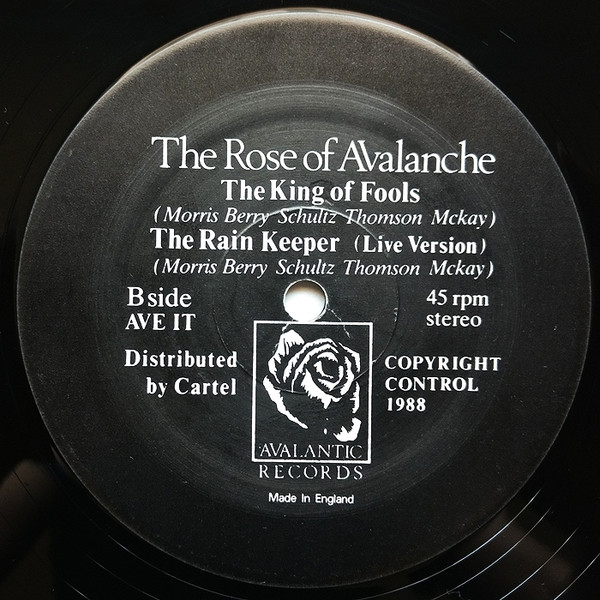 The Rose of Avalanche
The King of Fools
(Morris Berry Schultz Thomson Mckay)
The Rain Keeper (Live Version)
(Morris Berry Schultz Thomson Mckay)
B side
AVE IT
45 rpm
stereo
Distributed
by Cartel
COPYRIGHT
CONTROL
1988
AVALANTIC
RECORDS
Made In England